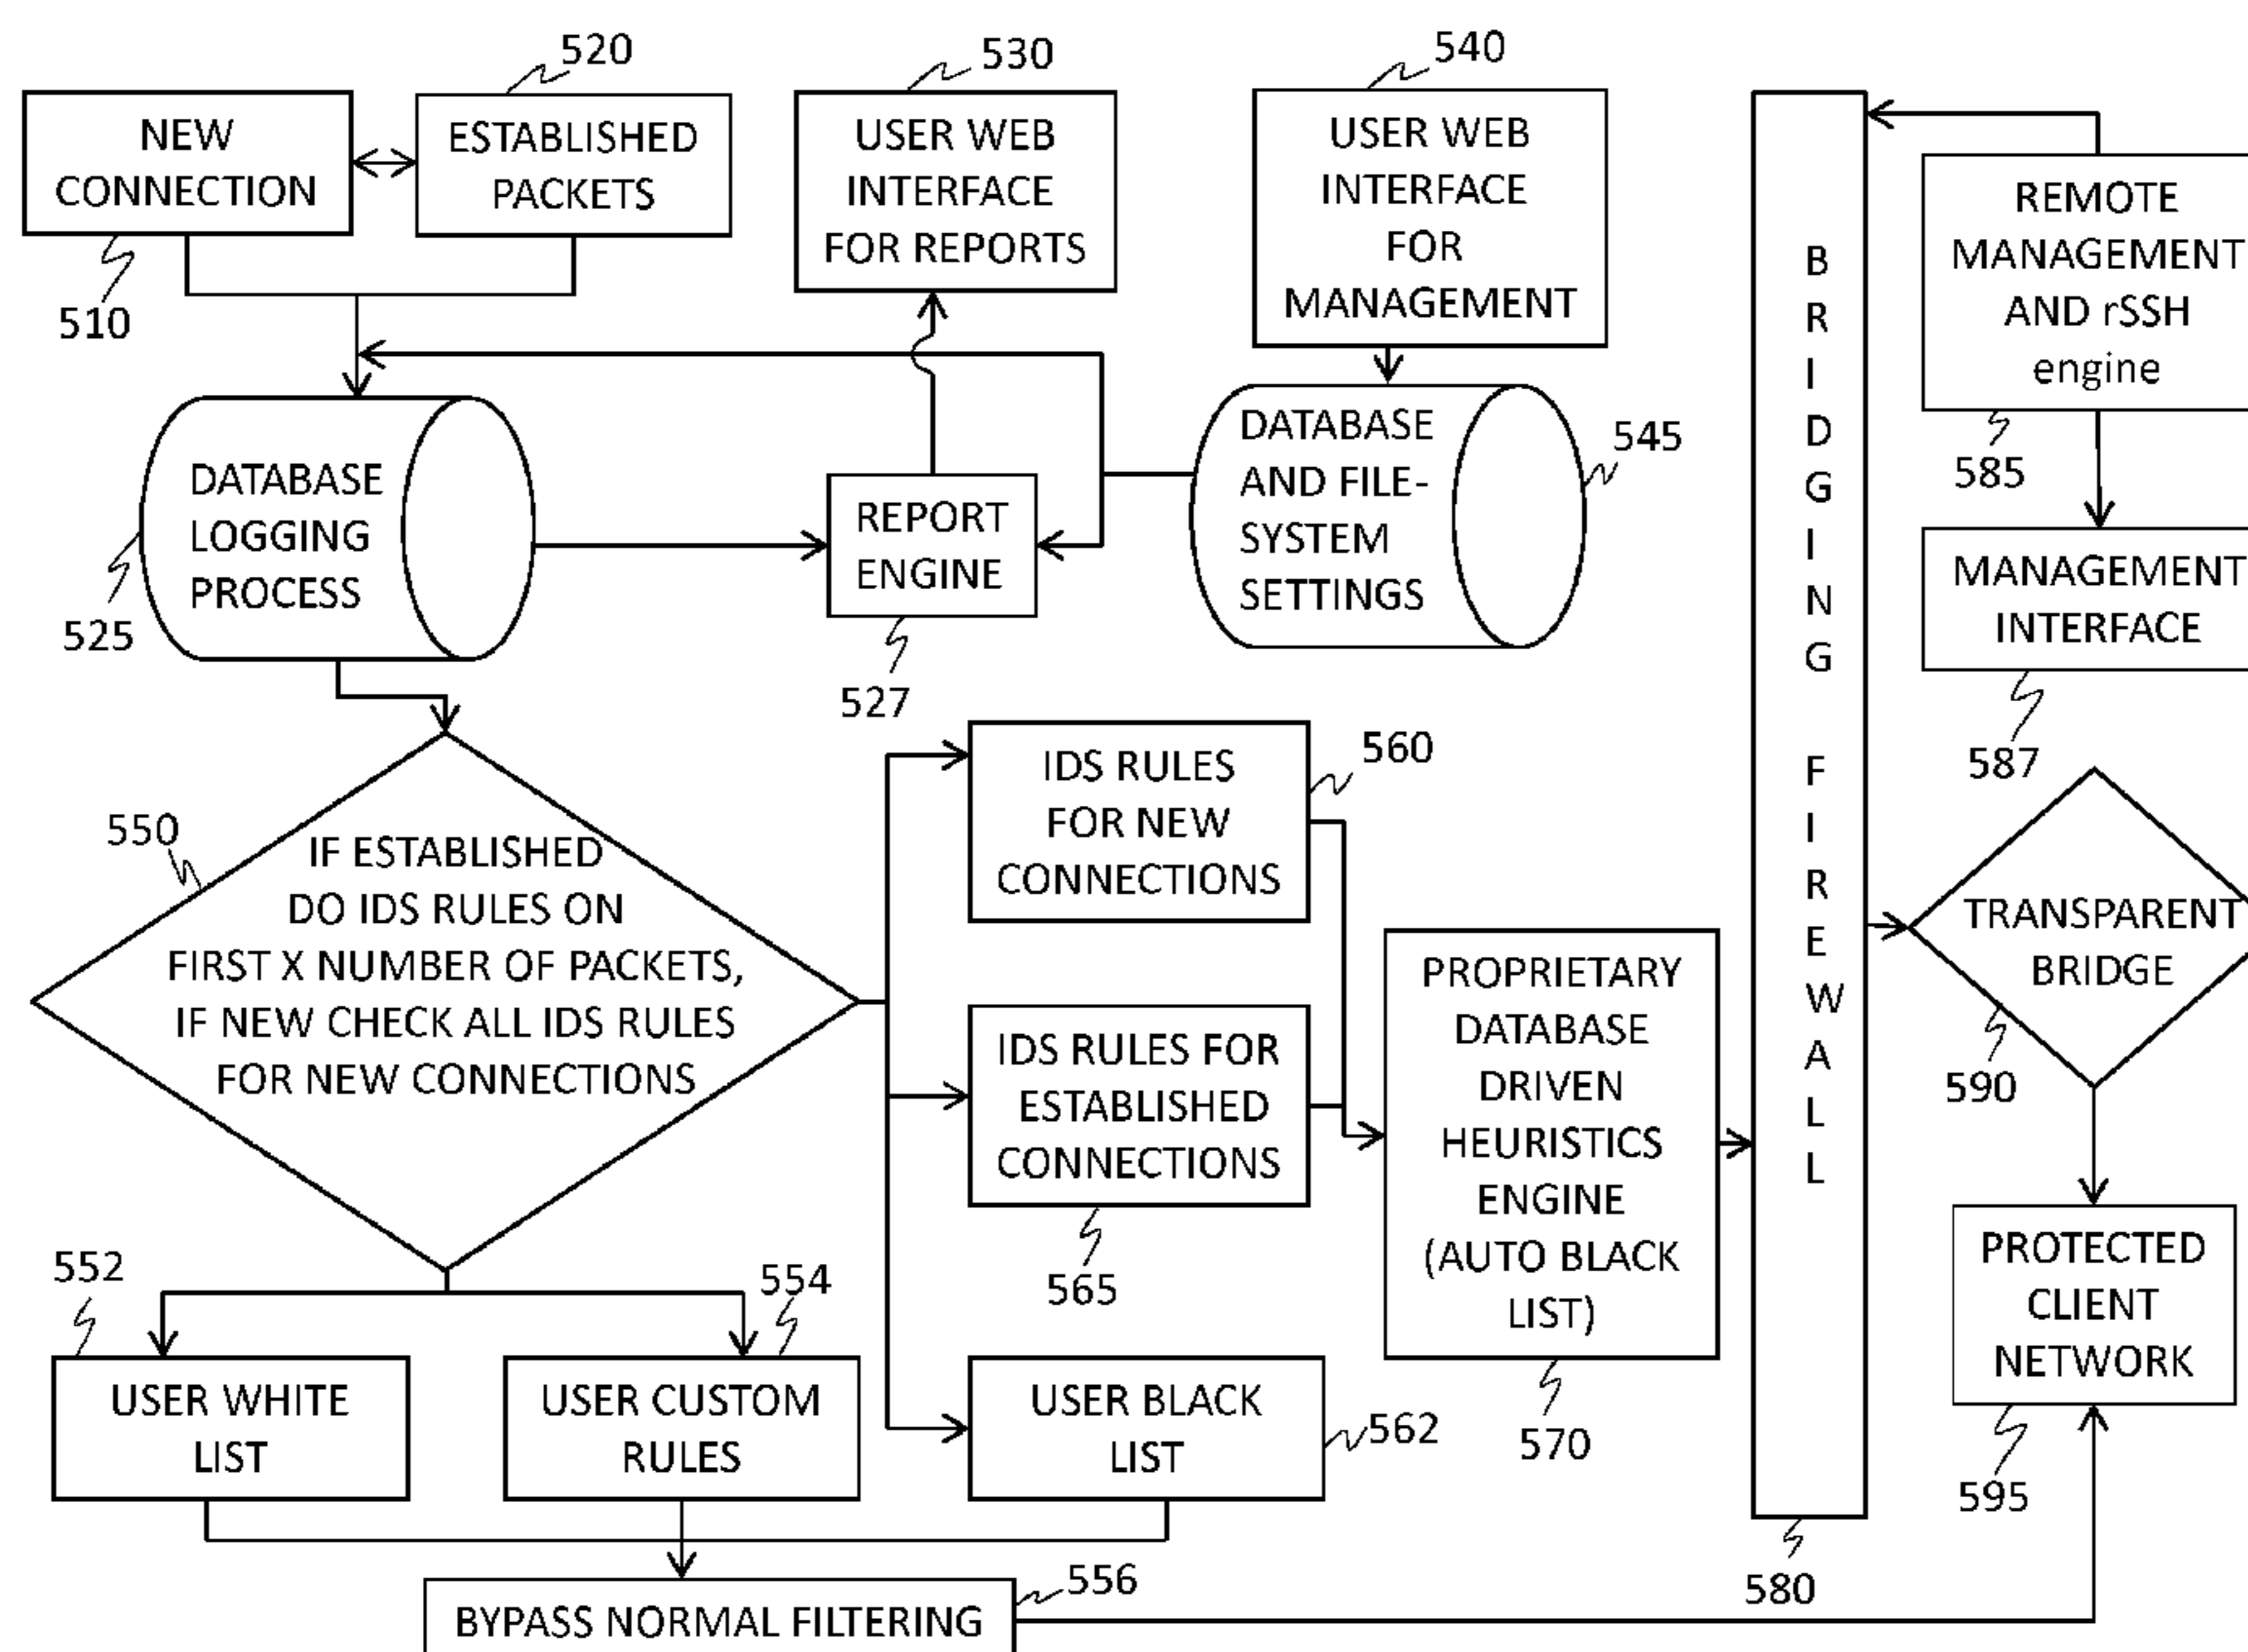 520
530
540
NEW
CONNECTION
ESTABLISHED
PACKETS
USER WEB
INTERFACE
FOR REPORTS
USER WEB
INTERFACE
FOR
MANAGEMENT
510
REMOTE
MANAGEMENT
AND rSSH
engine
585
DATABASE
LOGGING
PROCESS
525
REPORT
ENGINE
527
DATABASE
AND FILE-
SYSTEM
SETTINGS
545
MANAGEMENT
INTERFACE
587
BRIDGING FIREWALL
580
550
IF ESTABLISHED
DO IDS RULES ON
FIRST X NUMBER OF PACKETS,
IF NEW CHECK ALL IDS RULES
FOR NEW CONNECTIONS
IDS RULES
FOR NEW
CONNECTIONS
560
IDS RULES FOR
ESTABLISHED
CONNECTIONS
565
PROPRIETARY
DATABASE
DRIVEN
HEURISTICS
ENGINE
(AUTO BLACK
LIST)
570
TRANSPARENT
BRIDGE
590
PROTECTED
CLIENT
NETWORK
595
552
USER WHITE
LIST
554
USER CUSTOM
RULES
USER BLACK
LIST
562
556
BYPASS NORMAL FILTERING